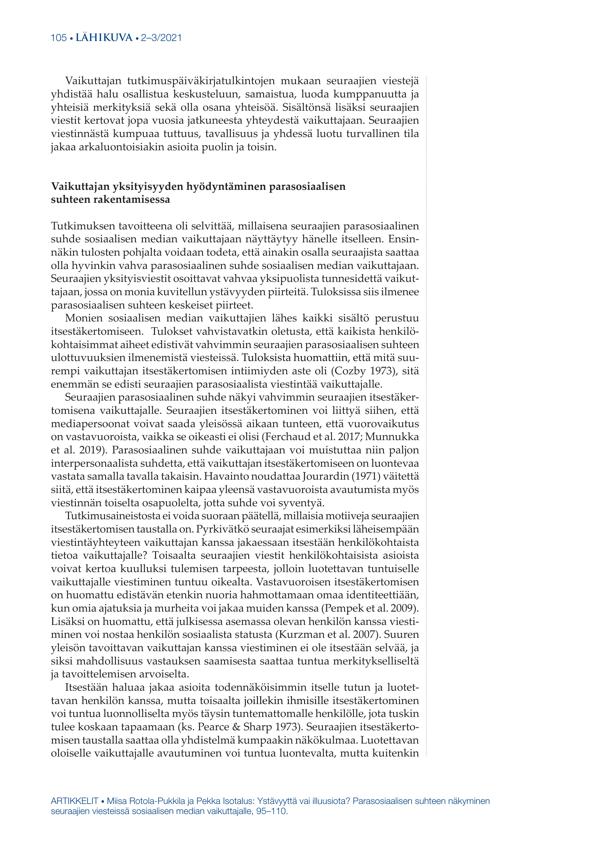 105 • LÄHIKUVA • 2–3/2021
Vaikuttajan tutkimuspäiväkirjatulkintojen mukaan seuraajien viestejä
yhdistää halu osallistua keskusteluun, samaistua, luoda kumppanuutta ja
yhteisiä merkityksiä sekä olla osana yhteisöä. Sisältönsä lisäksi seuraajien
viestit kertovat jopa vuosia jatkuneesta yhteydestä vaikuttajaan. Seuraajien
viestinnästä kumpuaa tuttuus, tavallisuus ja yhdessä luotu turvallinen tila
jakaa arkaluontoisiakin asioita puolin ja toisin.
Vaikuttajan yksityisyyden hyödyntäminen parasosiaalisen
suhteen rakentamisessa
Tutkimuksen tavoitteena oli selvittää, millaisena seuraajien parasosiaalinen
suhde sosiaalisen median vaikuttajaan näyttäytyy hänelle itselleen. Ensin-
näkin tulosten pohjalta voidaan todeta, että ainakin osalla seuraajista saattaa
olla hyvinkin vahva parasosiaalinen suhde sosiaalisen median vaikuttajaan.
Seuraajien yksityisviestit osoittavat vahvaa yksipuolista tunnesidettä vaikut-
tajaan, jossa on monia kuvitellun ystävyyden piirteitä. Tuloksissa siis ilmenee
parasosiaalisen suhteen keskeiset piirteet.
Monien sosiaalisen median vaikuttajien lähes kaikki sisältö perustuu
itsestäkertomiseen. Tulokset vahvistavatkin oletusta, että kaikista henkilö-
kohtaisimmat aiheet edistivät vahvimmin seuraajien parasosiaalisen suhteen
ulottuvuuksien ilmenemistä viesteissä. Tuloksista huomattiin, että mitä suu-
rempi vaikuttajan itsestäkertomisen intiimiyden aste oli (Cozby 1973), sitä
enemmän se edisti seuraajien parasosiaalista viestintää vaikuttajalle.
Seuraajien parasosiaalinen suhde näkyi vahvimmin seuraajien itsestäker-
tomisena vaikuttajalle. Seuraajien itsestäkertominen voi liittyä siihen, että
mediapersonat voivat saada yleisössä aikaan tunteen, että vuorovaikutus
on vastavuoroista, vaikka se oikeasti ei olisi (Ferchaud et al. 2017; Munnukka
et al. 2019). Parasosiaalinen suhde vaikuttajaan voi muistuttaa niin paljon
interpersonaalista suhdetta, että vaikuttajan itsestäkertomiseen on luontevaa
vastata samalla tavalla takaisin. Havainto noudattaa Jourardin (1971) väitettä
siitä, että itsestäkertominen kaipaa yleensä vastavuoroista avautumista myös
viestinnän toiselta osapuolelta, jotta suhde voi syventyä.
Tutkimusaineistosta ei voida suoraan päätellä, millaisia motiiveja seuraajien
itsestäkertomisen taustalla on. Pyrkivätkö seuraajat esimerkiksi läheisempään
viestintäyhteyteen vaikuttajan kanssa jakaessaan itsestään henkilökohtaista
tietoa vaikuttajalle? Toisaalta seuraajien viestit henkilökohtaisista asioista
voivat kertoa kuulluksi tulemisen tarpeesta, jolloin luotettavan tuntuiselle
vaikuttajalle viestiminen tuntuu oikealta. Vastavuoroisen itsestäkertomisen
on huomattu edistävän etenkin nuoria hahmottamaan omaa identiteettiään,
kun omia ajatuksia ja murheita voi jakaa muiden kanssa (Pempek et al. 2009).
Lisäksi on huomattu, että julkisessa asemassa olevan henkilön kanssa viesti-
minen voi nostaa henkilön sosiaalista statusta (Kurzman et al. 2007). Suuren
yleisön tavoittavan vaikuttajan kanssa viestiminen ei ole itsestään selvää, ja
siksi mahdollisuus vastauksen saamisesta saattaa tuntua merkitykselliseltä
ja tavoittelemisen arvoiselta.
Itsestään haluaa jakaa asioita todennäköisimmin itselle tutun ja luotet-
tavan henkilön kanssa, mutta toisaalta joillekin ihmisille itsestäkertominen
voi tuntua luonnolliselta myös täysin tuntemattomalle henkilölle, jota tuskin
tulee koskaan tapaamaan (ks. Pearce & Sharp 1973). Seuraajien itsestäkerto-
misen taustalla saattaa olla yhdistelmä kumpaakin näkökulmaa. Luotettavan
oloiselle vaikuttajalle avautuminen voi tuntua luontevalta, mutta kuitenkin
ARTIKKELIT • Miisa Rotola-Pukkila ja Pekka Isotalus: Ystävyyttä vai illuusiota? Parasosiaalisen suhteen näkyminen
seuraajien viesteissä sosiaalisen median vaikuttajalle, 95–110.